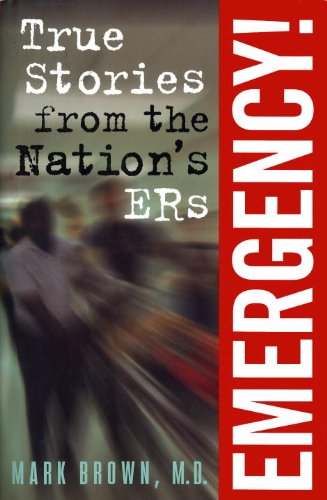 True
Stories
from the
Nation's
ERs
EMERGENCY!
MARK BROWN, M.D.